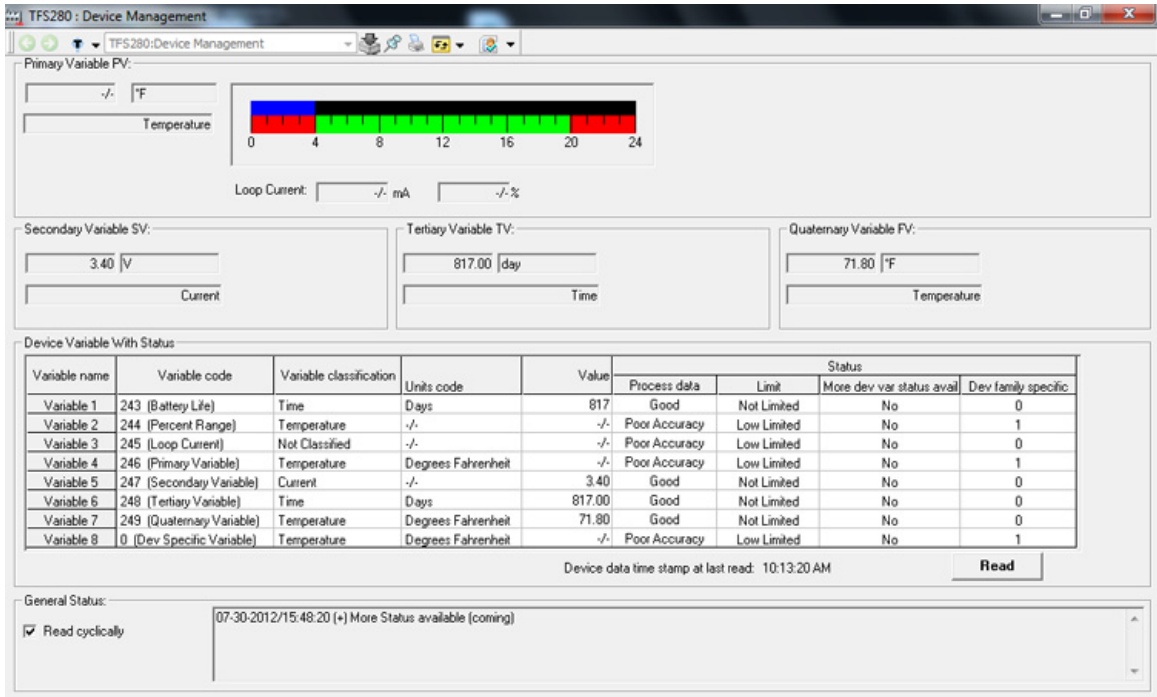 TFS280 : Device Management
TFS280:Device Management
Primary Variable PV:
-/- °F
Temperature
0 4 8 12 16 20 24
Loop Current: -/- mA -/- %
Secondary Variable SV: Tertiary Variable TV: Quaternary Variable FV:
3.40 V 817.00 day 71.80 °F
Current Time Temperature
Device Variable With Status
Variable name Variable code Variable classification Units code Value Status
Process data Limit More dev var status avail Dev family specific
Variable 1 243 (Battery Life) Time Days 817 Good Not Limited No 0
Variable 2 244 (Percent Range) Temperature -/- -/- Poor Accuracy Low Limited No 1
Variable 3 245 (Loop Current) Not Classified -/- -/- Poor Accuracy Low Limited No 0
Variable 4 246 (Primary Variable) Temperature Degrees Fahrenheit -/- Poor Accuracy Low Limited No 1
Variable 5 247 (Secondary Variable) Current -/- 3.40 Good Not Limited No 0
Variable 6 248 (Tertiary Variable) Time Days 817.00 Good Not Limited No 0
Variable 7 249 (Quaternary Variable) Temperature Degrees Fahrenheit 71.80 Good Not Limited No 0
Variable 8 0 (Dev Specific Variable) Temperature Degrees Fahrenheit -/- Poor Accuracy Low Limited No 1
Device data time stamp at last read: 10:13:20 AM Read
General Status:
07-30-2012/15:48:20 (+) More Status available (coming)
Read cyclically